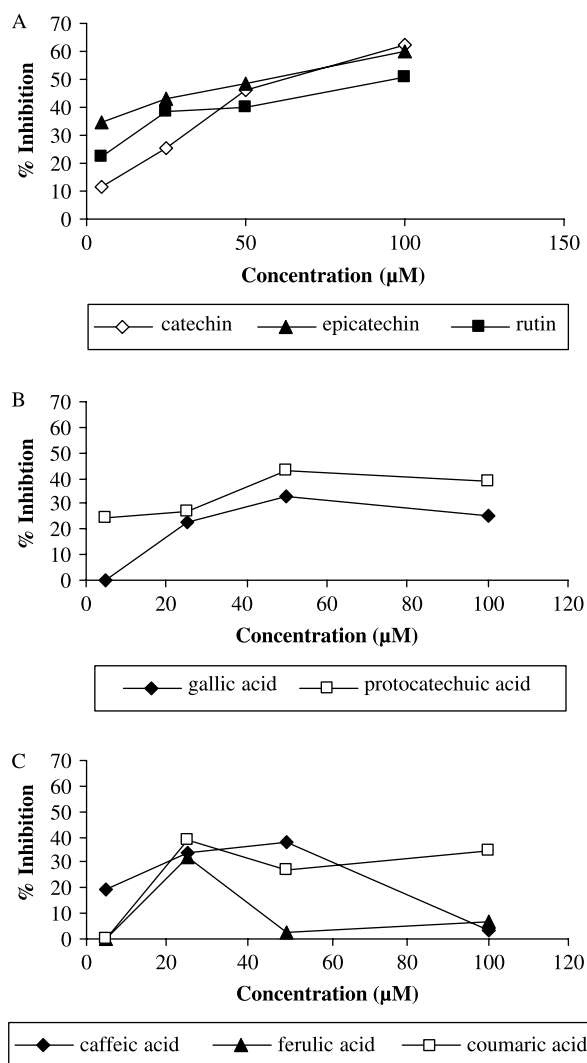 A
70
60
50
40
30
20
10
0
% Inhibition
0 50 100 150
Concentration (µM)
catechin epicatechin rutin
B
70
60
50
40
30
20
10
0
% Inhibtion
0 20 40 60 80 100 120
Concentration (µM)
gallic acid protocatechuic acid
C
70
60
50
40
30
20
10
0
% Inhibition
0 20 40 60 80 100 120
Concentration (µM)
caffeic acid ferulic acid coumaric acid